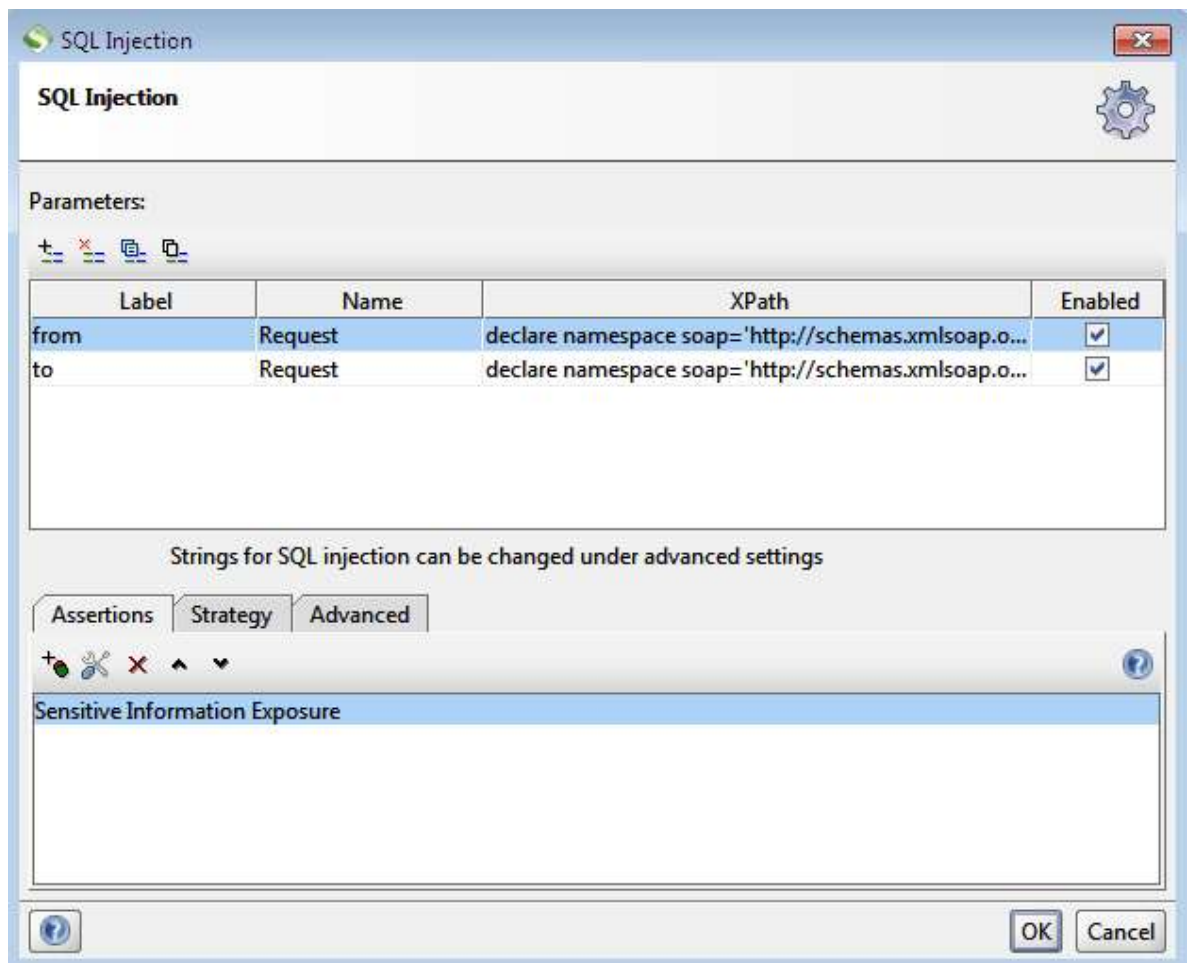 SQL Injection
SQL Injection
Parameters:
Label Name XPath Enabled
from Request declare namespace soap='http://schemas.xmlsoap.o...
to Request declare namespace soap='http://schemas.xmlsoap.o...
Strings for SQL injection can be changed under advanced settings
Assertions Strategy Advanced
Sensitive Information Exposure
OK Cancel